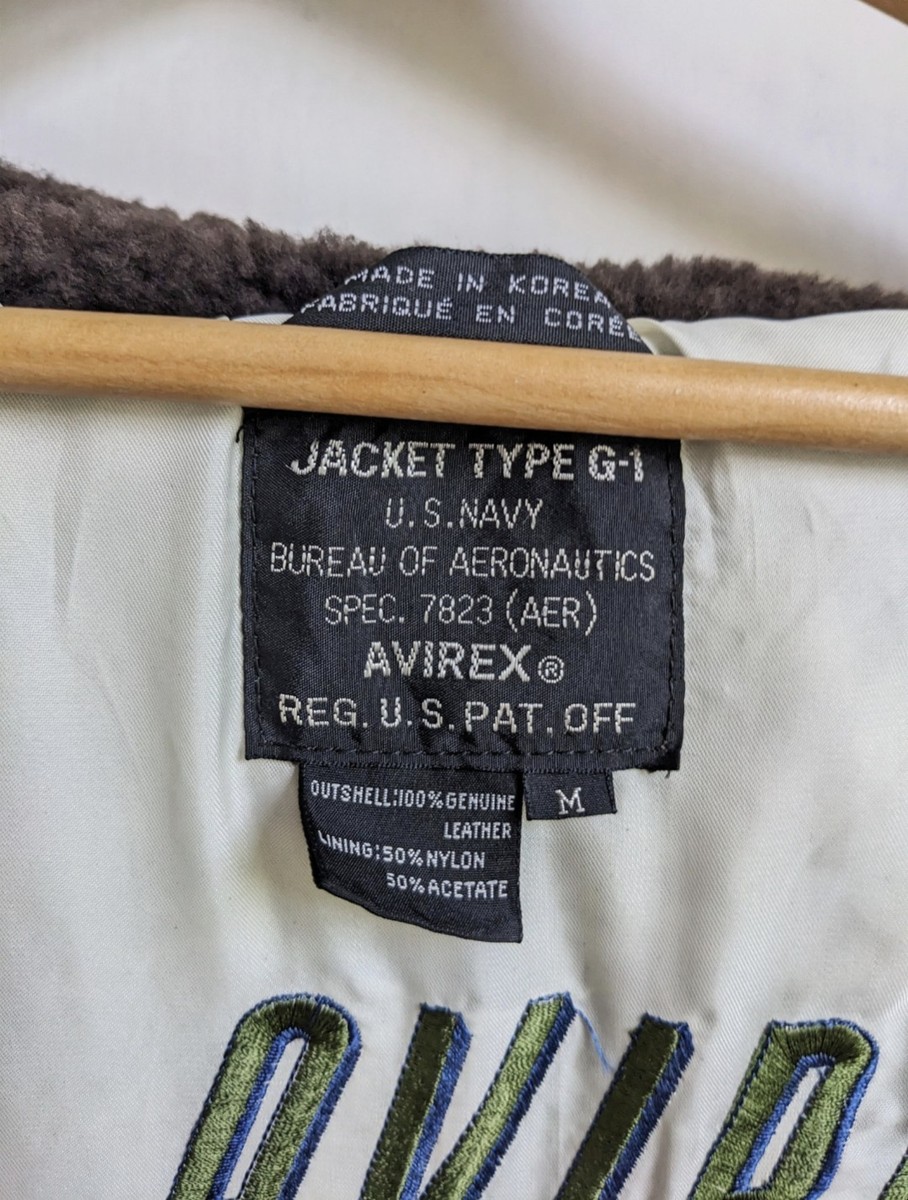 MADE IN KOREA
FABRIQUÉ EN CORÉE
JACKET TYPE G-1
U.S.NAVY
BUREAU OF AERONAUTICS
SPEC. 7823 (AER)
AVIREX®
REG. U.S. PAT. OFF
OUTSHELL:100%GENUINE
LEATHER
LINING:50%NYLON
50%ACETATE
M